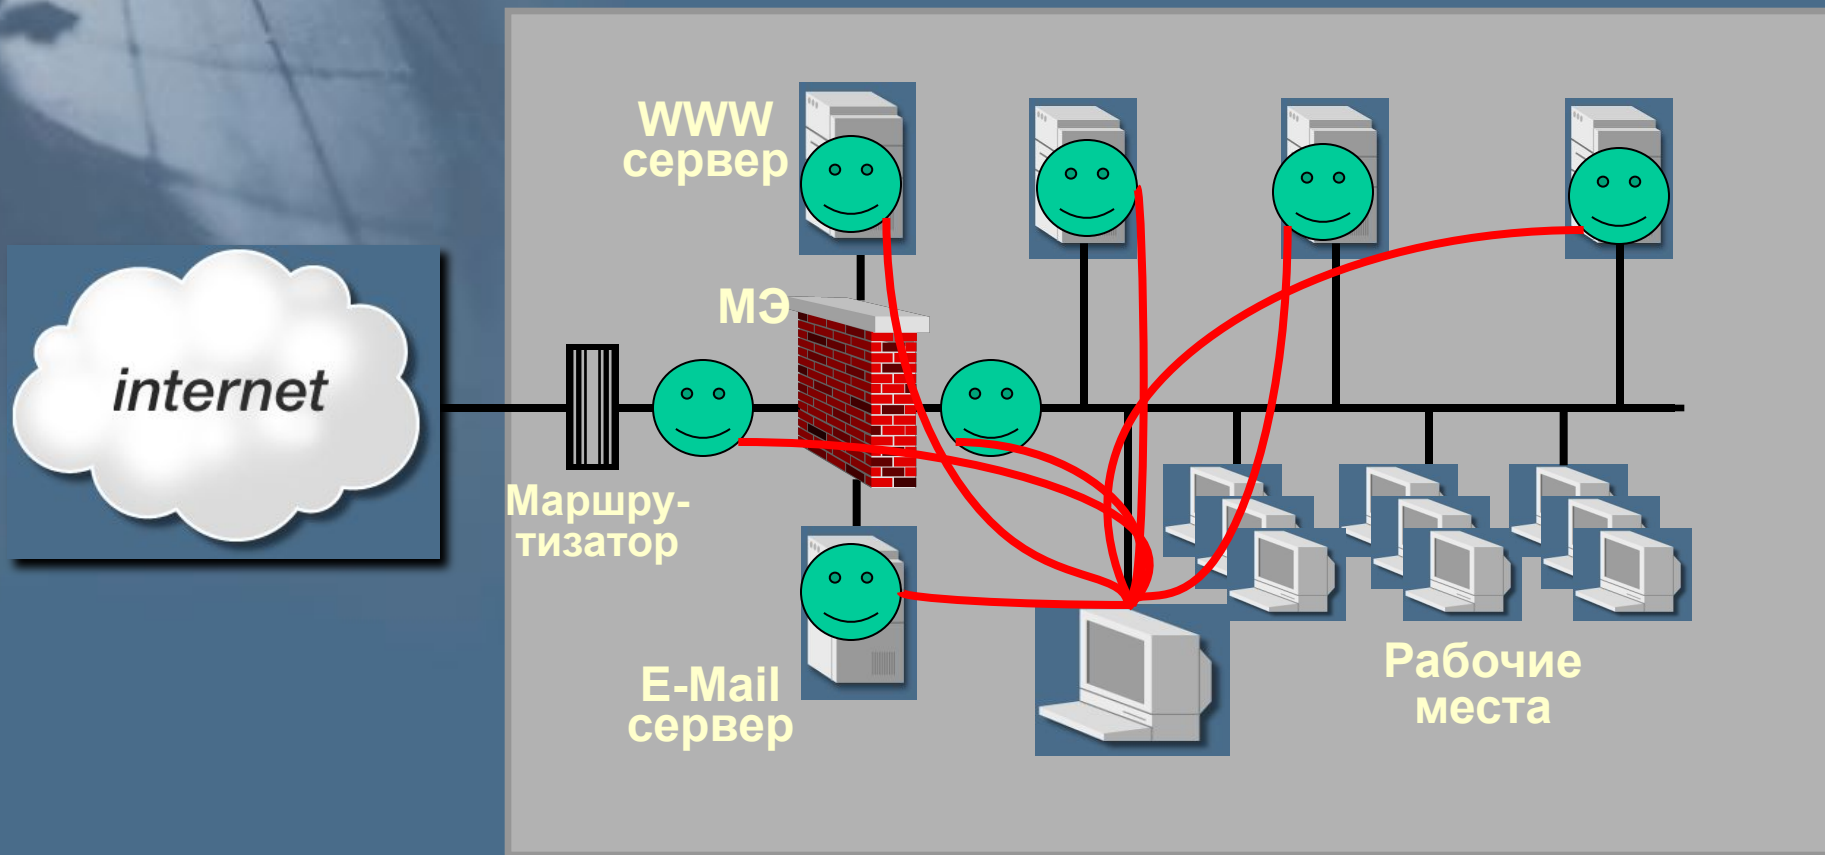 WWW
сервер
МЭ
internet
Маршру-
тизатор
E-Mail
сервер
Рабочие
места